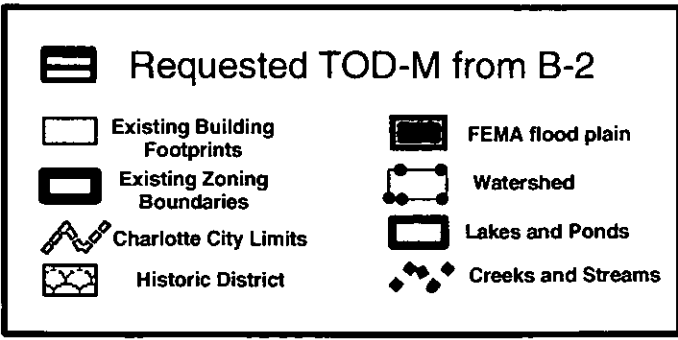 Requested TOD-M from B-2
Existing Building
Footprints
Existing Zoning
Boundaries
Charlotte City Limits
Historic District
FEMA flood plain
Watershed
Lakes and Ponds
Creeks and Streams